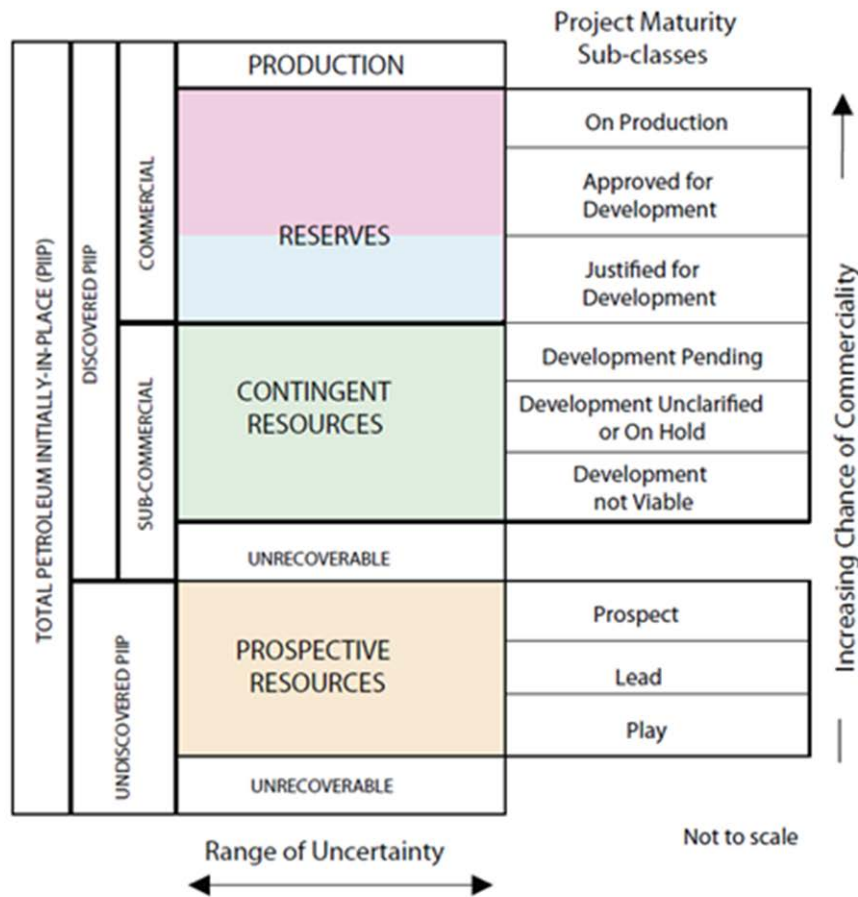 Project Maturity
Sub-classes
PRODUCTION
On Production
Approved for
Development
RESERVES
Justified for
Development
Development Pending
CONTINGENT
RESOURCES
Development Unclarified
or On Hold
Development
not Viable
UNRECOVERABLE
Prospect
PROSPECTIVE
RESOURCES
Lead
Play
UNRECOVERABLE
TOTAL PETROLEUM INITIALLY-IN-PLACE (PIIP)
DISCOVERED PIIP
UNDISCOVERED PIIP
COMMERCIAL
SUB-COMMERCIAL
Increasing Chance of Commerciality
Not to scale
Range of Uncertainty